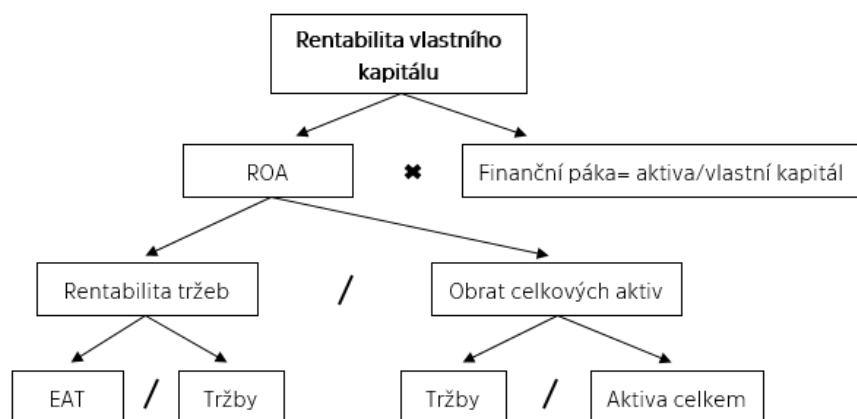 Rentabilita vlastního
kapitálu
ROA ✖ Finanční páka= aktiva/vlastní kapitál
Rentabilita tržeb / Obrat celkových aktiv
EAT / Tržby Tržby / Aktiva celkem